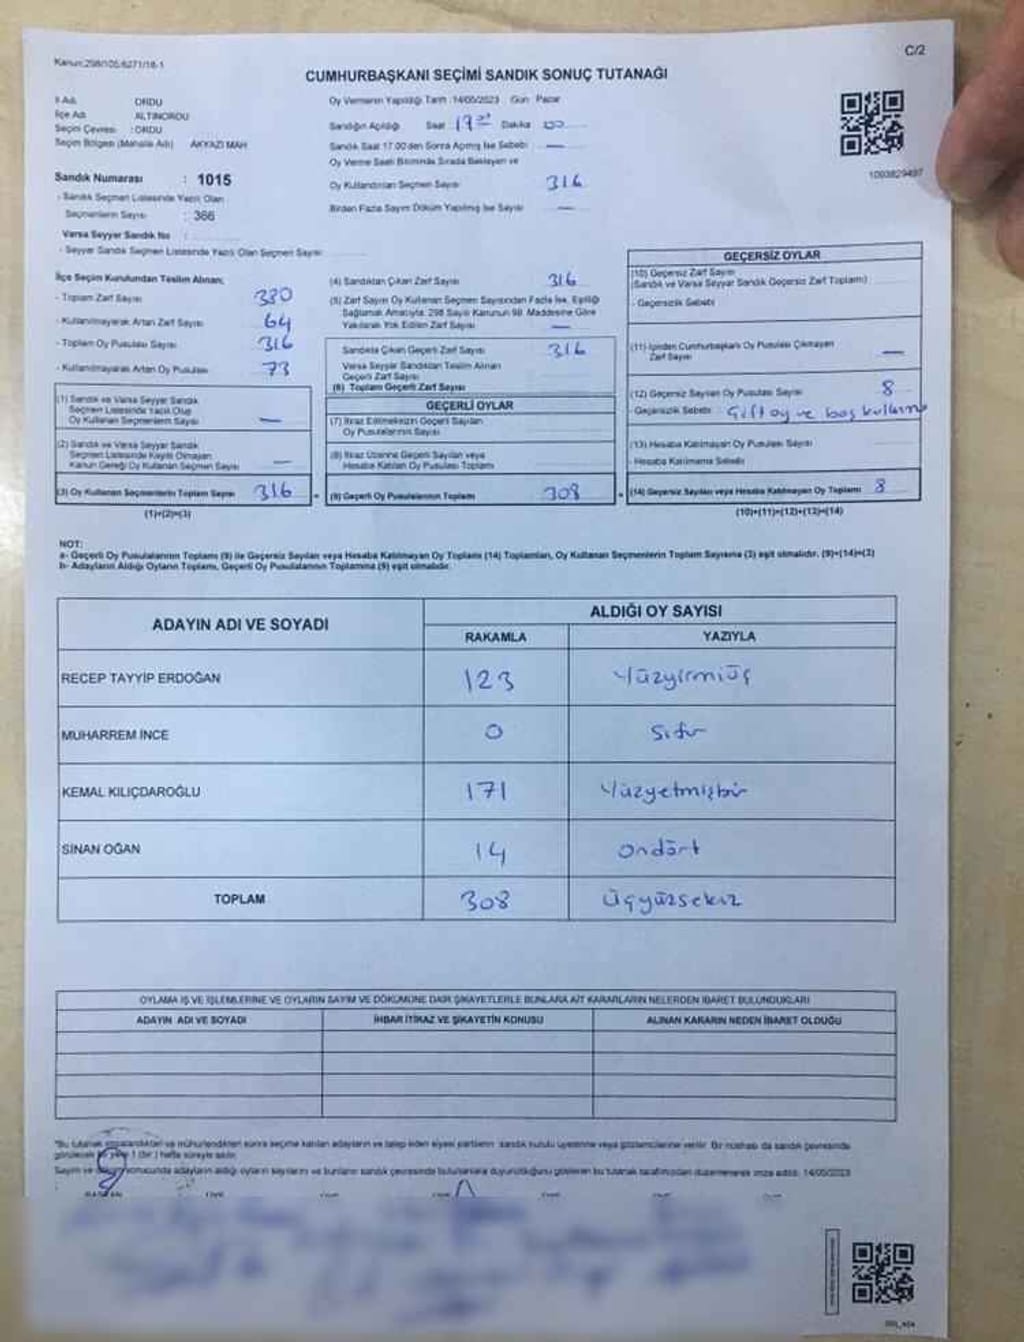 Kanun:298/105:6271/18-1
C/2
CUMHURBAŞKANI SEÇİMİ SANDIK SONUÇ TUTANAĞI
İl Adı : ORDU
İlçe Adı : ALTINORDU
Seçim Çevresi : ORDU
Seçim Bölgesi (Mahalle Adı) AKYAZI MAH
Sandık Numarası : 1015
- Sandık Seçmen Listesinde Yazılı Olan
Seçmenlerin Sayısı : 366
Varsa Seyyar Sandık No :
- Seyyar Sandık Seçmen Listesinde Yazılı Olan Seçmen Sayısı
Oy Vermenin Yapıldığı Tarih :14/05/2023 Gün Pazar
Sandığın Açıldığı Saat Dakika 00
Sandık Saat 17.00'den Sonra Açılmış İse Sebebi —
Oy Verme Saati Bitiminde Sırada Bekleyen ve
Oy Kullandırılan Seçmen Sayısı 316
Birden Fazla Sayım Döküm Yapılmış İse Sayısı —
1093829497
İlçe Seçim Kurulundan Teslim Alınan;
- Toplam Zarf Sayısı 380
- Kullanılmayarak Artan Zarf Sayısı 64
- Toplam Oy Pusulası Sayısı 316
- Kullanılmayarak Artan Oy Pusulası 73
(1) Sandık ve Varsa Seyyar Sandık
Seçmen Listesinde Yazılı Olup
Oy Kullanan Seçmenlerin Sayısı —
(2) Sandık ve Varsa Seyyar Sandık
Seçmen Listesinde Kayıtlı Olmayan
Kanun Gereği Oy Kullanan Seçmen Sayısı —
(3) Oy Kullanan Seçmenlerin Toplam Sayısı 316
(1)+(2)=(3)
(4) Sandıktan Çıkan Zarf Sayısı 316
(5) Zarf Sayısı Oy Kullanan Seçmen Sayısından Fazla İse, Eşitliği
Sağlamak Amacıyla, 298 Sayılı Kanunun 98. Maddesine Göre
Yakılarak Yok Edilen Zarf Sayısı —
Sandıkta Çıkan Geçerli Zarf Sayısı 316
Varsa Seyyar Sandıktan Teslim Alınan
Geçerli Zarf Sayısı
(6) Toplam Geçerli Zarf Sayısı
GEÇERLİ OYLAR
(7) İtiraz Edilmeksizin Geçerli Sayılan
Oy Pusulalarının Sayısı
(8) İtiraz Üzerine Geçerli Sayılan veya
Hesaba Katılan Oy Pusulası Toplamı
(9) Geçerli Oy Pusulalarının Toplamı 308
GEÇERSİZ OYLAR
(10) Geçersiz Zarf Sayısı
(Sandık ve Varsa Seyyar Sandık Geçersiz Zarf Toplamı)
- Geçersizlik Sebebi
(11) İçinden Cumhurbaşkanı Oy Pusulası Çıkmayan
Zarf Sayısı —
(12) Geçersiz Sayılan Oy Pusulası Sayısı 8
- Geçersizlik Sebebi Çift oy ve boş kullanma
(13) Hesaba Katılmayan Oy Pusulası Sayısı
- Hesaba Katılmama Sebebi
(14) Geçersiz Sayılan veya Hesaba Katılmayan Oy Toplamı 8
(10)+(11)+(12)+(13)=(14)
NOT:
a- Geçerli Oy Pusulalarının Toplamı (9) ile Geçersiz Sayılan veya Hesaba Katılmayan Oy Toplamı (14) Toplamları, Oy Kullanan Seçmenlerin Toplam Sayısına (3) eşit olmalıdır. (9)+(14)=(3)
b- Adayların Aldığı Oyların Toplamı, Geçerli Oy Pusulalarının Toplamına (9) eşit olmalıdır.
ADAYIN ADI VE SOYADI ALDIĞI OY SAYISI
RAKAMLA YAZIYLA
RECEP TAYYİP ERDOĞAN 123 Yüzyirmiüç
MUHARREM İNCE 0 Sıfır
KEMAL KILIÇDAROĞLU 171 Yüzyetmişbir
SİNAN OĞAN 14 Ondört
TOPLAM 308 Üçyüzsekiz
OYLAMA İŞ VE İŞLEMLERİNE VE OYLARIN SAYIM VE DÖKÜMÜNE DAİR ŞİKAYETLERLE BUNLARA AİT KARARLARIN NELERDEN İBARET BULUNDUKLARI
ADAYIN ADI VE SOYADI İHBAR İTİRAZ VE ŞİKAYETİN KONUSU ALINAN KARARIN NEDEN İBARET OLDUĞU
"Bu tutanak imzalandıktan ve mühürlendikten sonra seçime katılan adayların ve talep eden siyasi partilerin sandık kurulu üyelerine veya gözlemcilerine verilir. Bir nüshası da sandık çevresinde
1 (bir) hafta süreyle asılır.
Sayım ve sonucunda adayların aldığı oyların sayılarını ve bunların sandık çevresinde bulunanlara duyurulduğunu gösteren bu tutanak tarafımızdan düzenlenerek imza edildi. 14/05/2023